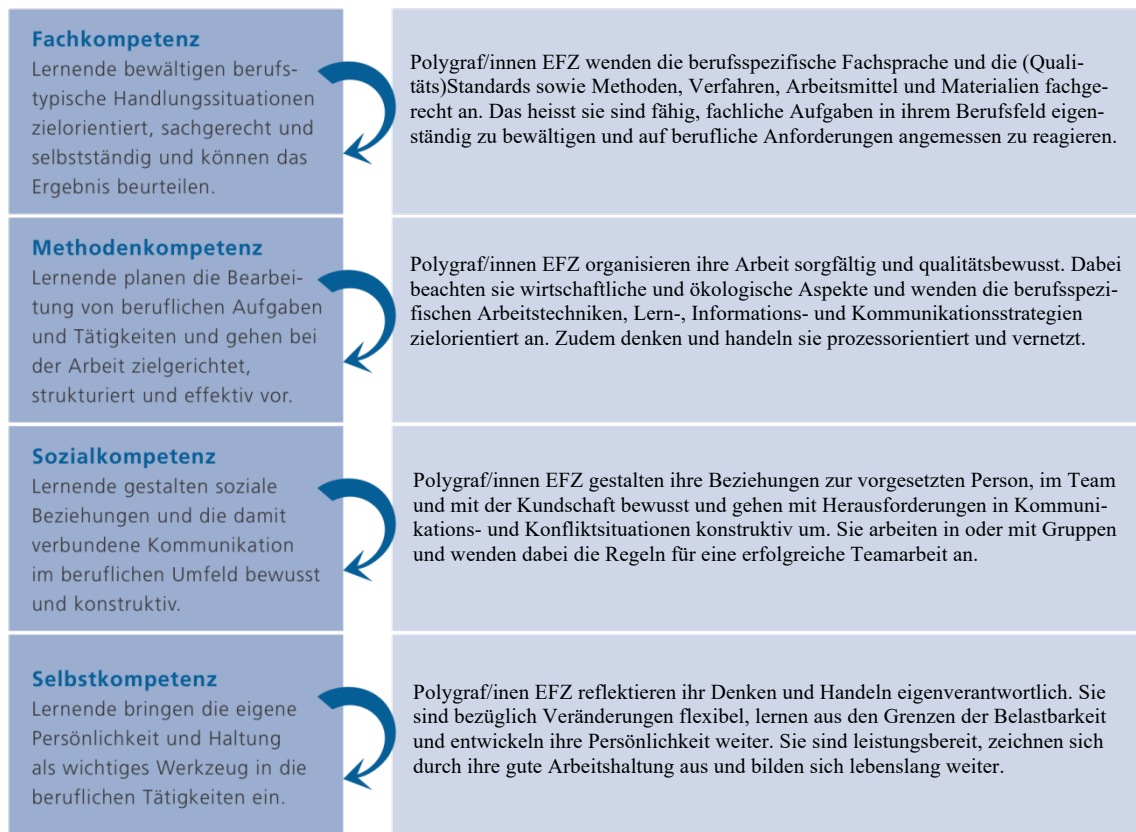 Fachkompetenz
Lernende bewältigen berufs-
typische Handlungssituationen
zielorientiert, sachgerecht und
selbstständig und können das
Ergebnis beurteilen.
Polygraf/innen EFZ wenden die berufsspezifische Fachsprache und die (Quali-
täts)Standards sowie Methoden, Verfahren, Arbeitsmittel und Materialien fachge-
recht an. Das heisst sie sind fähig, fachliche Aufgaben in ihrem Berufsfeld eigen-
ständig zu bewältigen und auf berufliche Anforderungen angemessen zu reagieren.
Methodenkompetenz
Lernende planen die Bearbei-
tung von beruflichen Aufgaben
und Tätigkeiten und gehen bei
der Arbeit zielgerichtet,
strukturiert und effektiv vor.
Polygraf/innen EFZ organisieren ihre Arbeit sorgfältig und qualitätsbewusst. Dabei
beachten sie wirtschaftliche und ökologische Aspekte und wenden die berufsspezi-
fischen Arbeitstechniken, Lern-, Informations- und Kommunikationsstrategien
zielorientiert an. Zudem denken und handeln sie prozessorientiert und vernetzt.
Sozialkompetenz
Lernende gestalten soziale
Beziehungen und die damit
verbundene Kommunikation
im beruflichen Umfeld bewusst
und konstruktiv.
Polygraf/innen EFZ gestalten ihre Beziehungen zur vorgesetzten Person, im Team
und mit der Kundschaft bewusst und gehen mit Herausforderungen in Kommuni-
kations- und Konfliktsituationen konstruktiv um. Sie arbeiten in oder mit Gruppen
und wenden dabei die Regeln für eine erfolgreiche Teamarbeit an.
Selbstkompetenz
Lernende bringen die eigene
Persönlichkeit und Haltung
als wichtiges Werkzeug in die
beruflichen Tätigkeiten ein.
Polygraf/inen EFZ reflektieren ihr Denken und Handeln eigenverantwortlich. Sie
sind bezüglich Veränderungen flexibel, lernen aus den Grenzen der Belastbarkeit
und entwickeln ihre Persönlichkeit weiter. Sie sind leistungsbereit, zeichnen sich
durch ihre gute Arbeitshaltung aus und bilden sich lebenslang weiter.